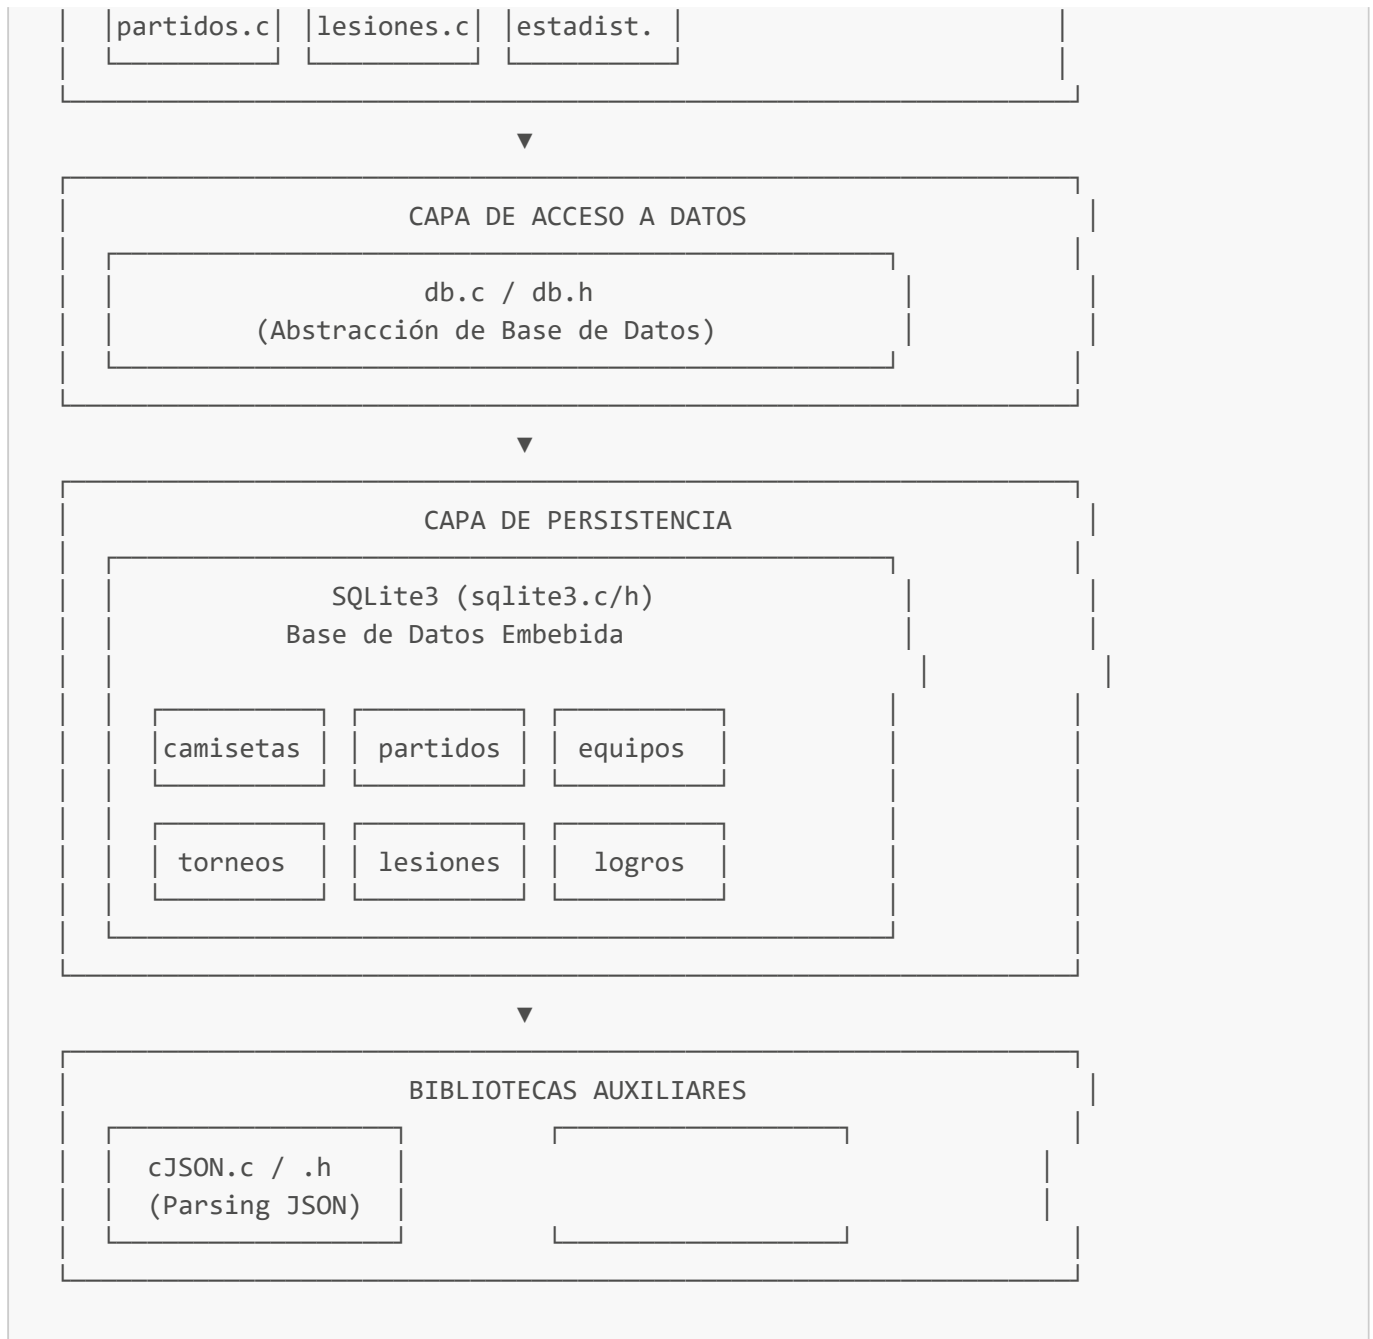 partidos.c lesiones.c estadist.
▼
CAPA DE ACCESO A DATOS
db.c / db.h
(Abstracción de Base de Datos)
▼
CAPA DE PERSISTENCIA
SQLite3 (sqlite3.c/h)
Base de Datos Embebida
camisetas partidos equipos
torneos lesiones logros
▼
BIBLIOTECAS AUXILIARES
cJSON.c / .h
(Parsing JSON)